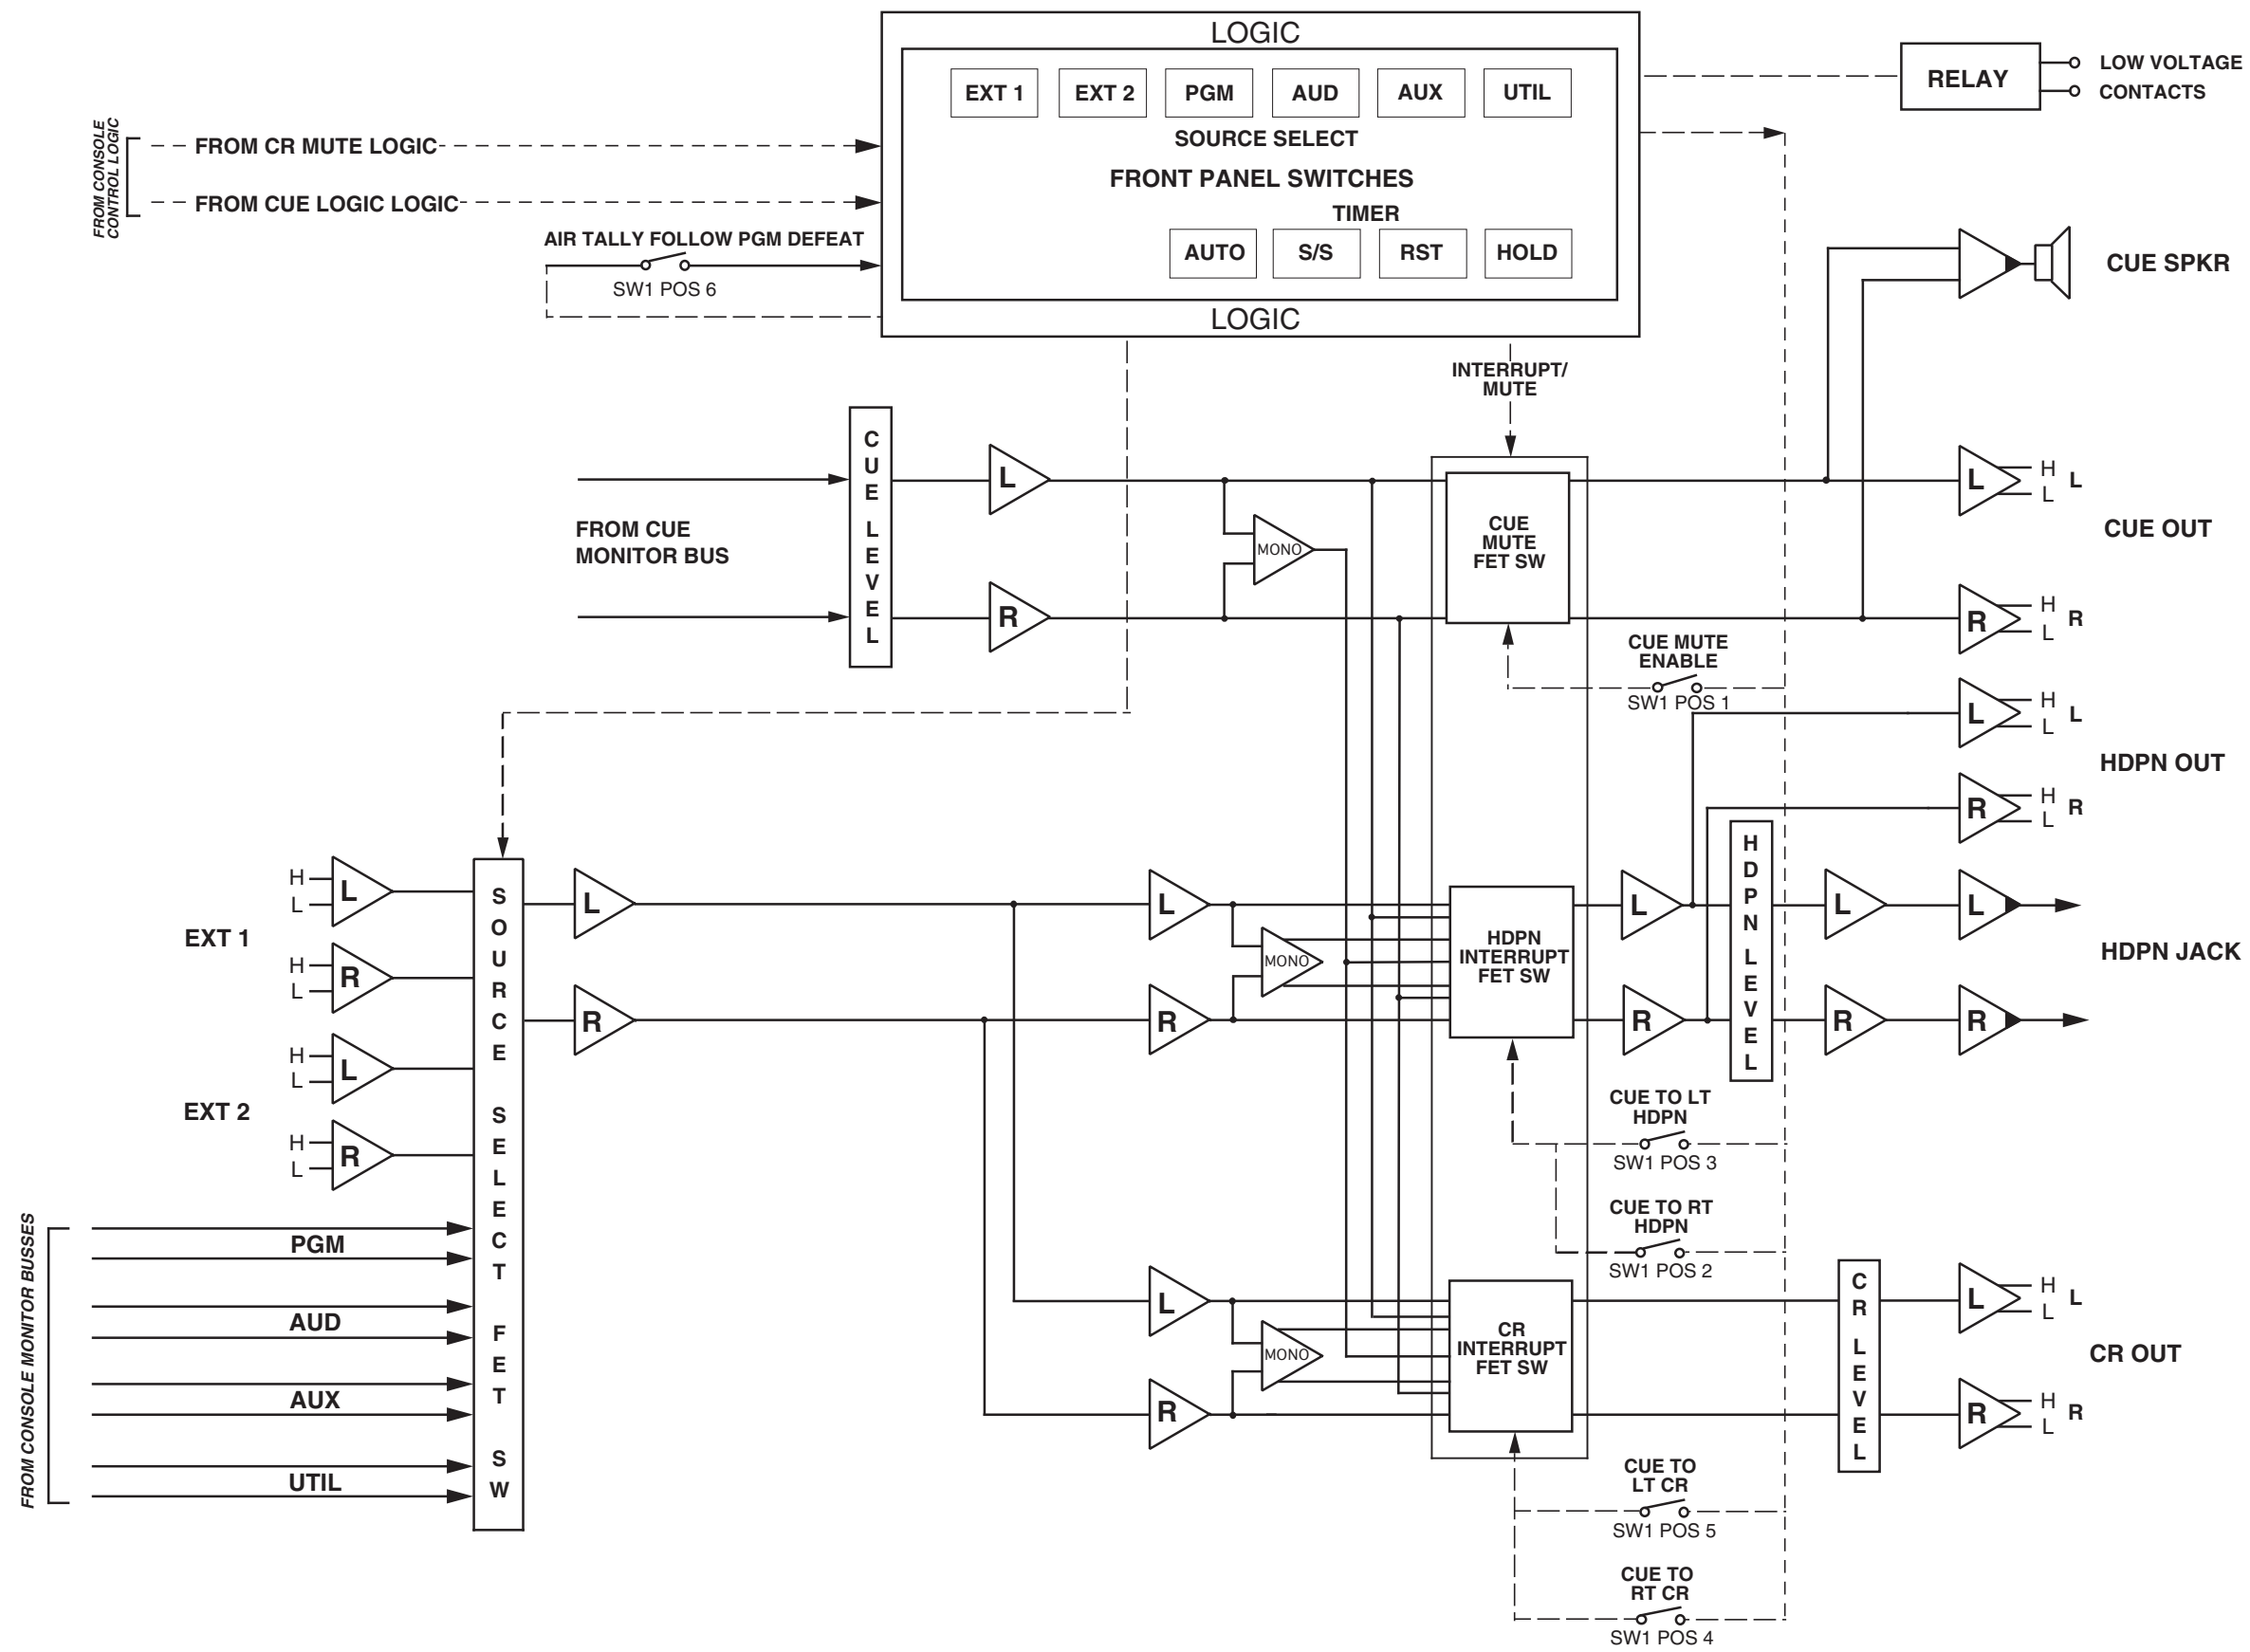 LOGIC
EXT 1
EXT 2
PGM
AUD
AUX
UTIL
SOURCE SELECT
FRONT PANEL SWITCHES
TIMER
AUTO
S/S
RST
HOLD
LOGIC
RELAY
LOW VOLTAGE
CONTACTS
FROM CONSOLE
CONTROL LOGIC
FROM CR MUTE LOGIC
FROM CUE LOGIC LOGIC
AIR TALLY FOLLOW PGM DEFEAT
SW1 POS 6
CUE SPKR
INTERRUPT/
MUTE
CUE LEVEL
FROM CUE
MONITOR BUS
L
R
MONO
CUE
MUTE
FET SW
CUE MUTE
ENABLE
SW1 POS 1
L
H
L
L
CUE OUT
R
H
L
R
L
H
L
L
HDPN OUT
R
H
L
R
EXT 1
H
L
L
H
L
R
EXT 2
H
L
L
H
L
R
SOURCE SELECT FET SW
L
R
L
R
MONO
HDPN
INTERRUPT
FET SW
L
R
HDPN LEVEL
L
L
R
R
HDPN JACK
CUE TO LT
HDPN
SW1 POS 3
CUE TO RT
HDPN
SW1 POS 2
FROM CONSOLE MONITOR BUSSES
PGM
AUD
AUX
UTIL
L
R
MONO
CR
INTERRUPT
FET SW
CR LEVEL
L
H
L
L
CR OUT
R
H
L
R
CUE TO
LT CR
SW1 POS 5
CUE TO
RT CR
SW1 POS 4